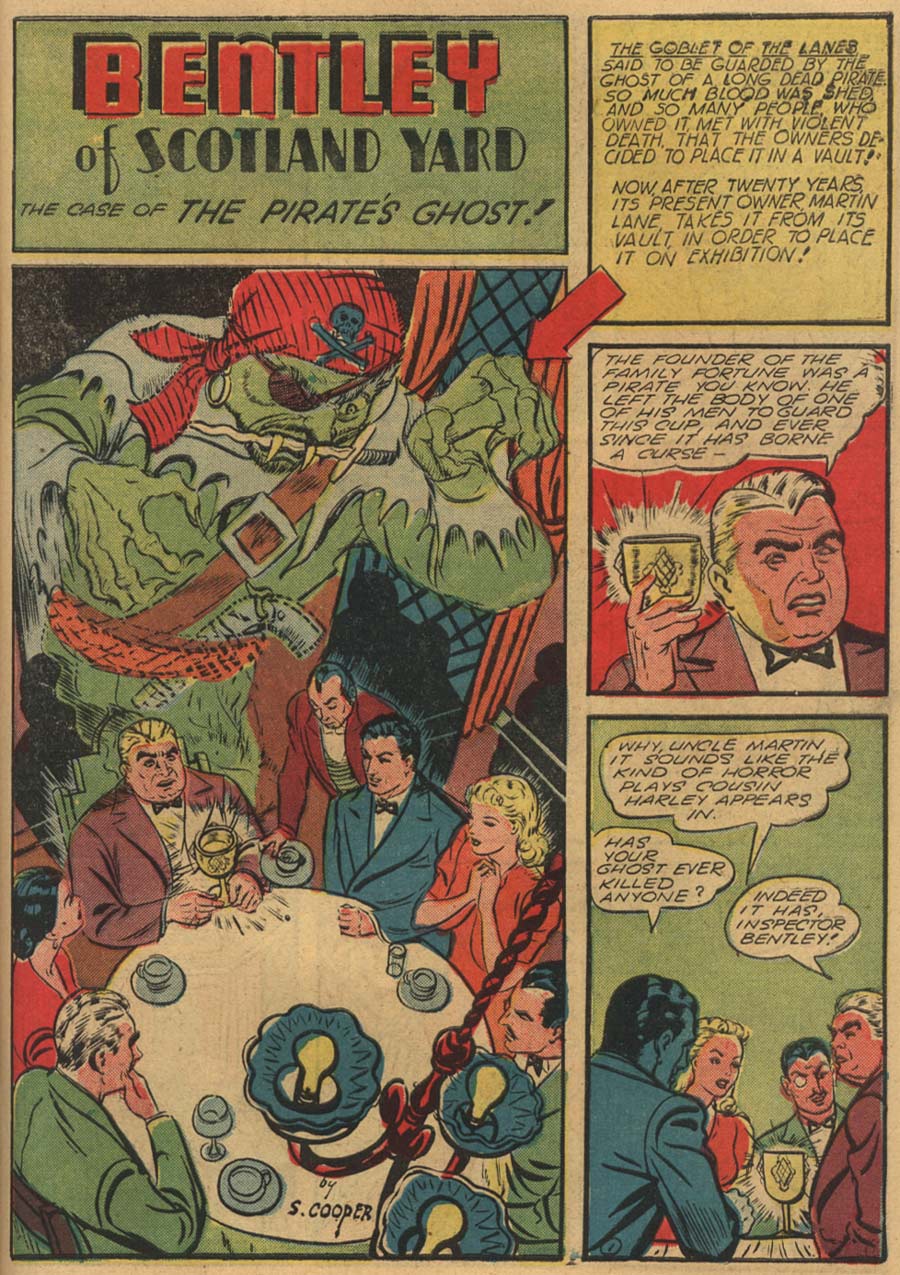 BENTLEY
of SCOTLAND YARD
THE CASE OF THE PIRATE'S GHOST!
by
S. COOPER
THE GOBLET OF THE LANES,
SAID TO BE GUARDED BY THE
GHOST OF A LONG DEAD PIRATE.
SO MUCH BLOOD WAS SHED
AND SO MANY PEOPLE, WHO
OWNED IT, MET WITH VIOLENT
DEATH, THAT THE OWNERS DE-
CIDED TO PLACE IT IN A VAULT!
NOW, AFTER TWENTY YEARS,
ITS PRESENT OWNER MARTIN
LANE, TAKES IT FROM ITS
VAULT, IN ORDER TO PLACE
IT ON EXHIBITION!
THE FOUNDER OF THE
FAMILY FORTUNE WAS A
PIRATE YOU KNOW. HE
LEFT THE BODY OF ONE
OF HIS MEN TO GUARD
THIS CUP, AND EVER
SINCE IT HAS BORNE
A CURSE -
WHY, UNCLE MARTIN,
IT SOUNDS LIKE THE
KIND OF HORROR
PLAYS COUSIN
HARLEY APPEARS
IN.
HAS
YOUR
GHOST EVER
KILLED
ANYONE?
INDEED
IT HAS,
INSPECTOR
BENTLEY!